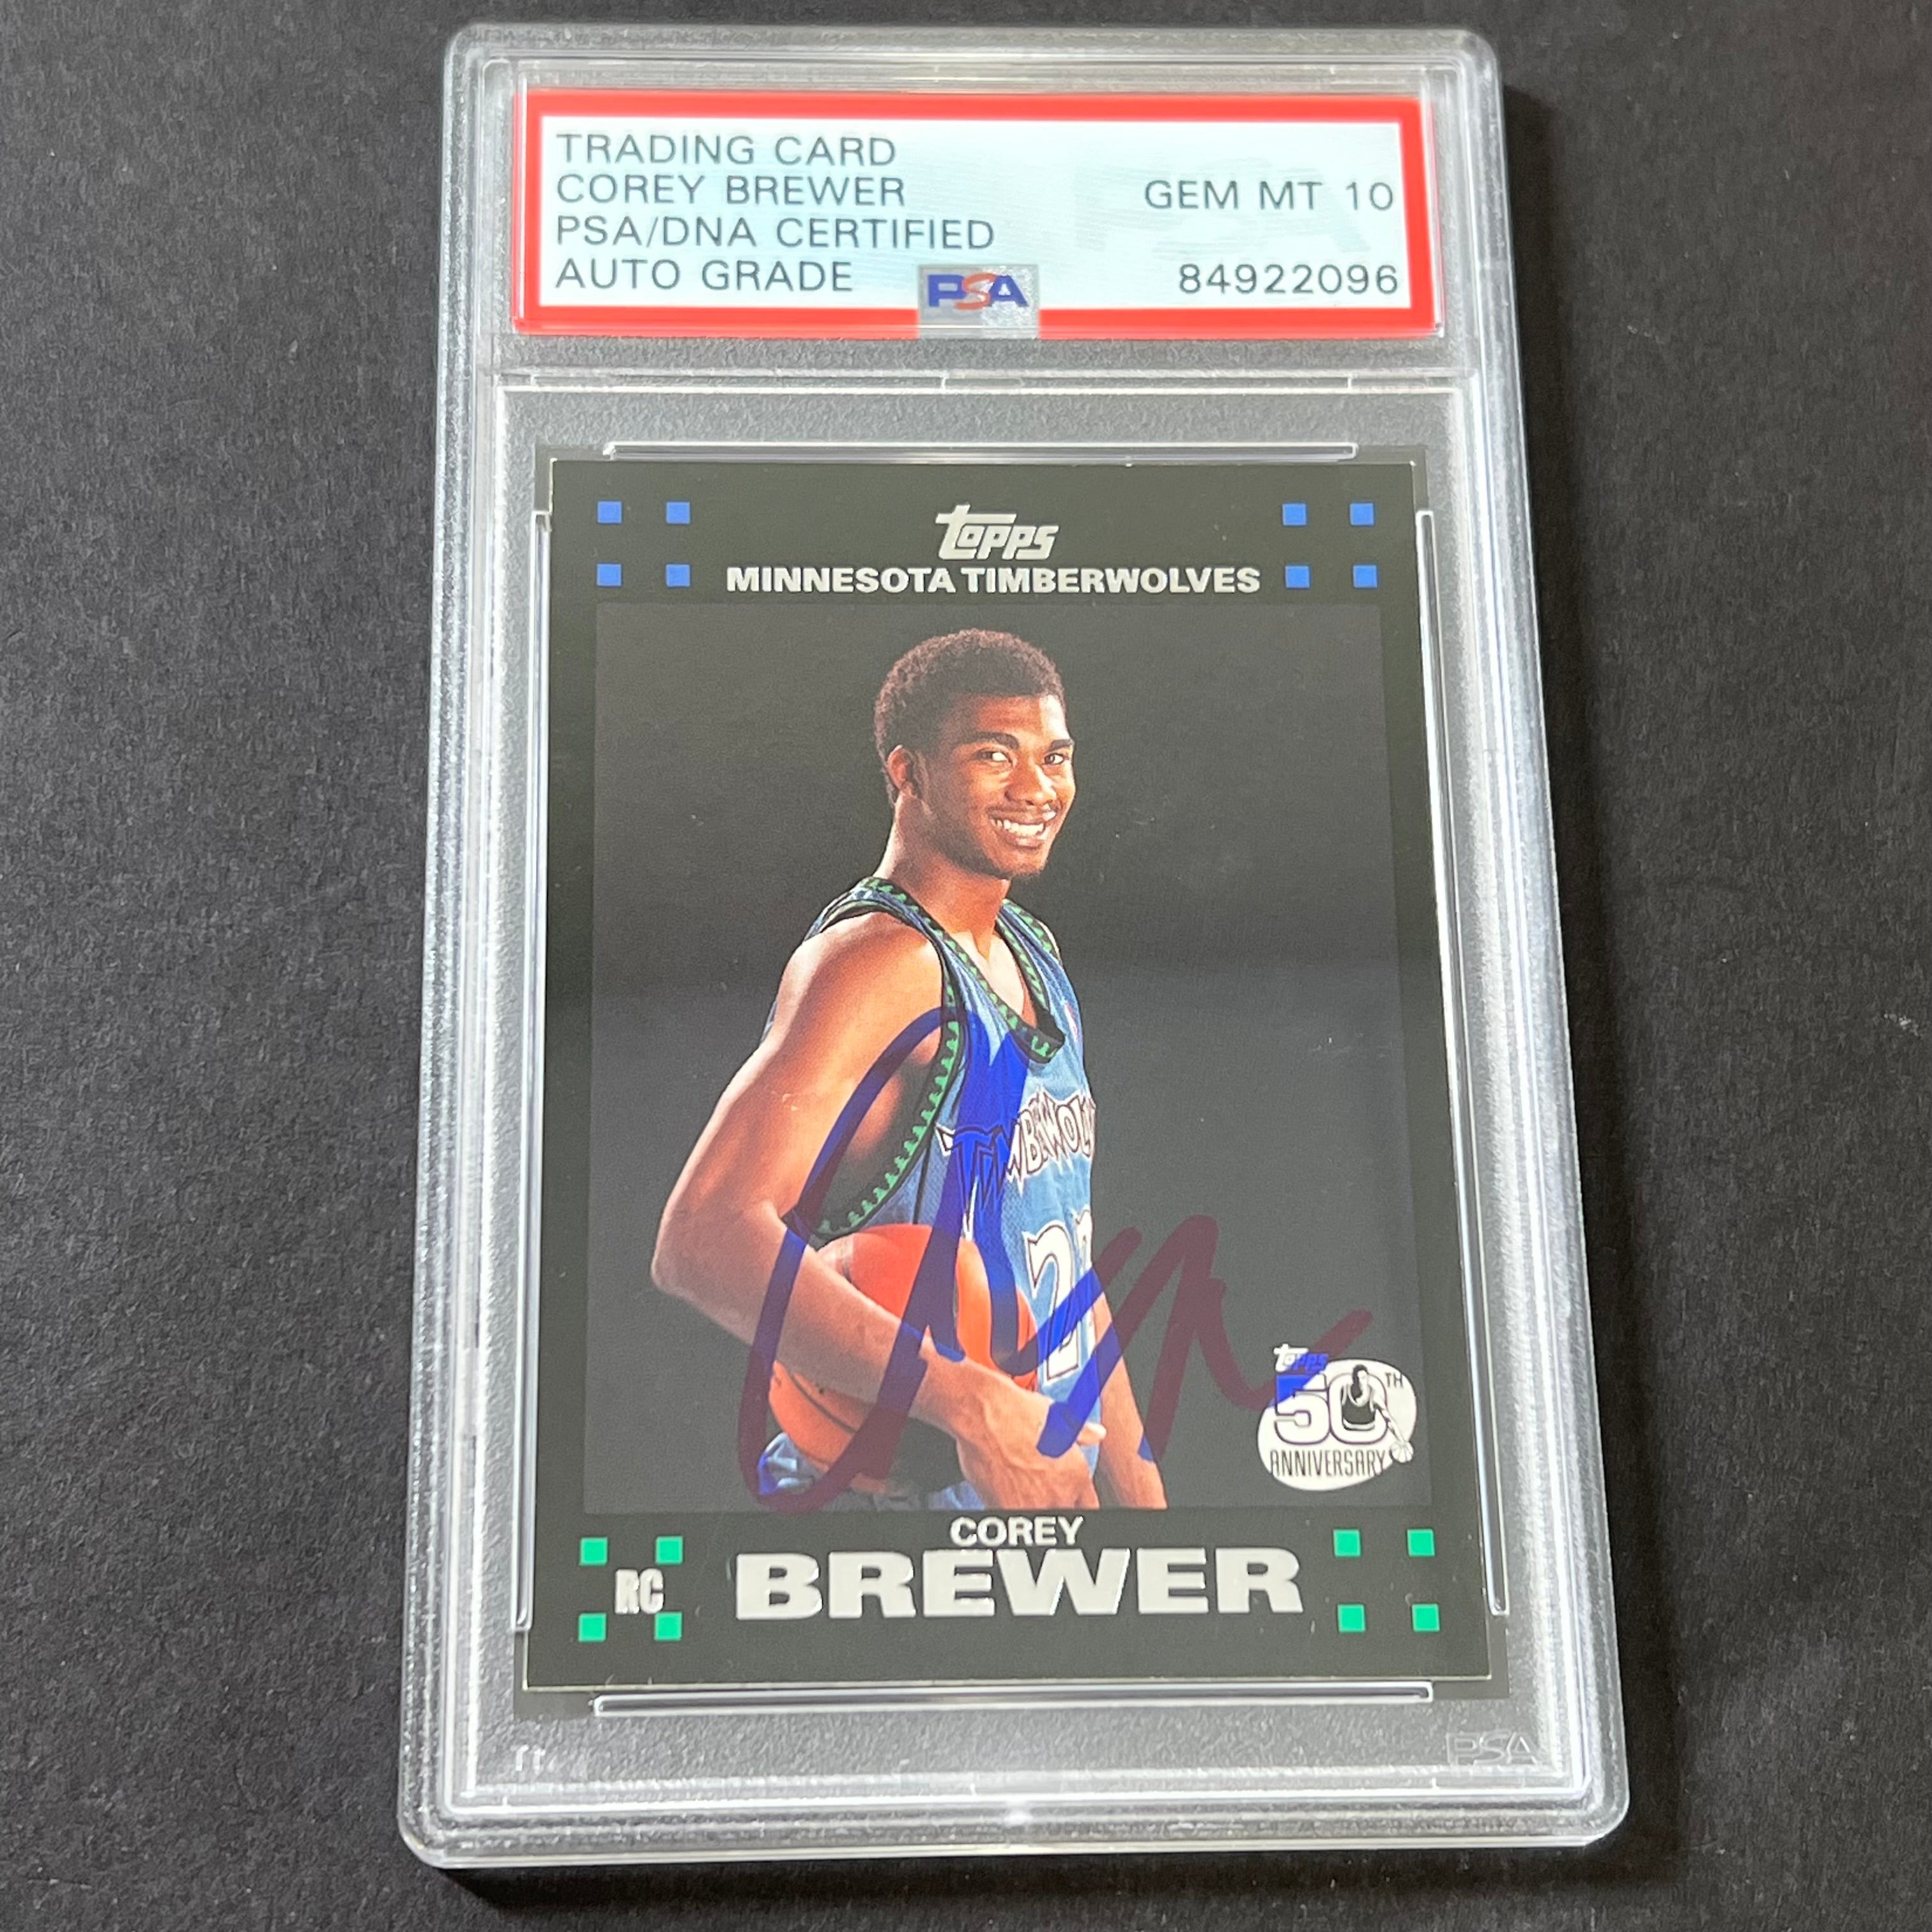 TRADING CARD
COREY BREWER
PSA/DNA CERTIFIED
AUTO GRADE
GEM MT 10
84922096
PSA
topps
MINNESOTA TIMBERWOLVES
topps
50TH
ANNIVERSARY
COREY
BREWER
RC
PSA